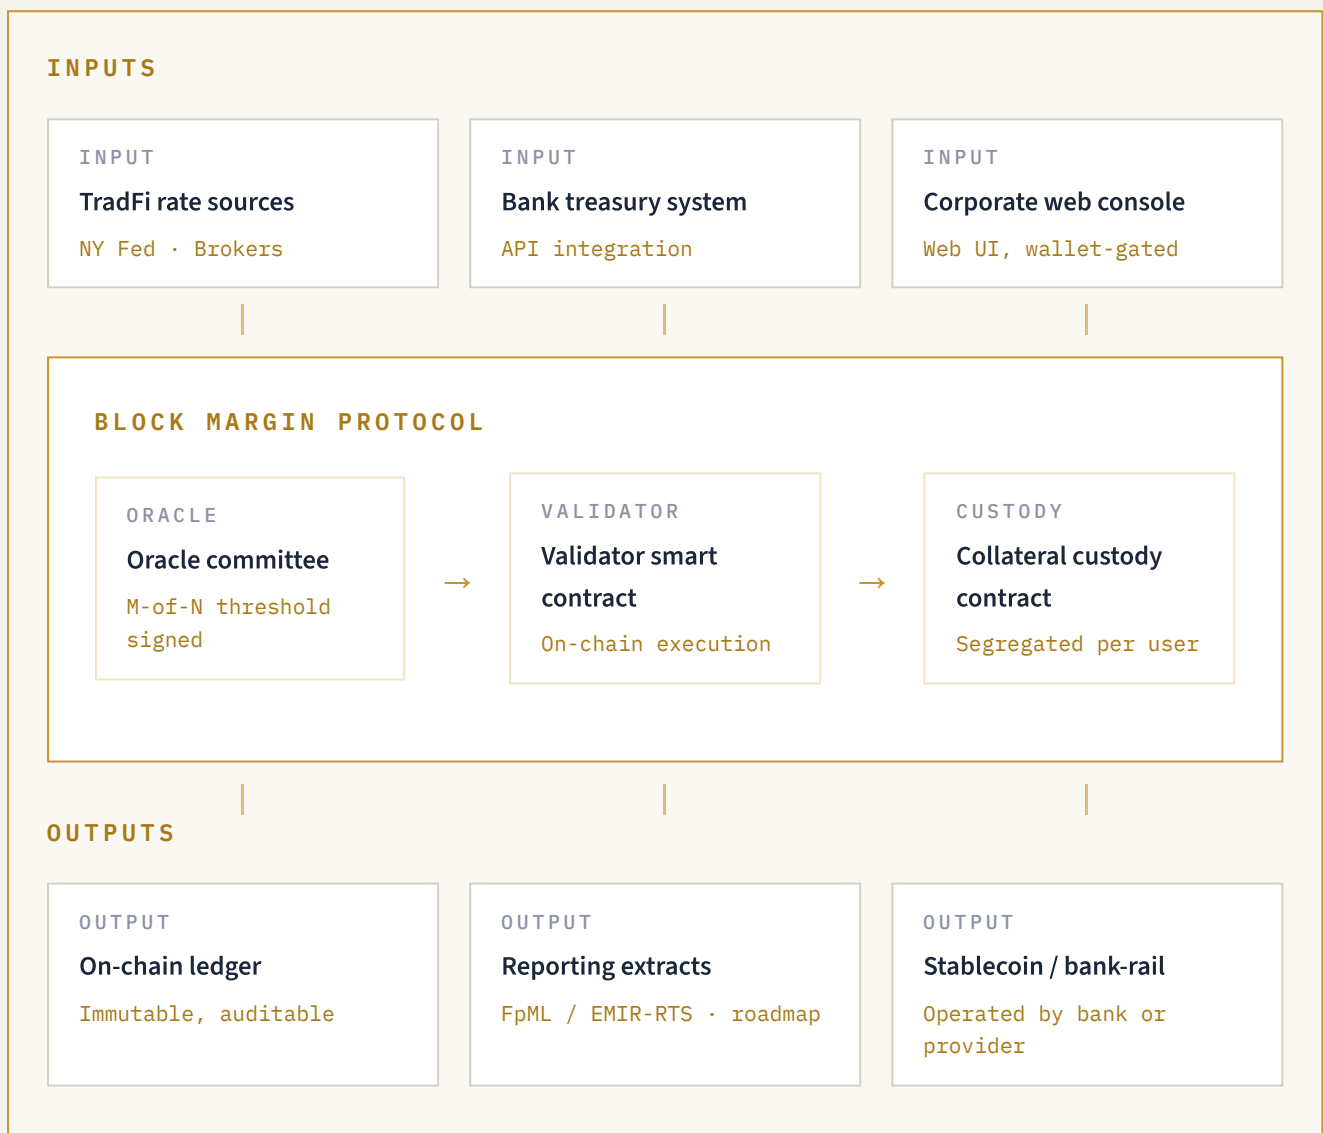 INPUTS
INPUT
TradFi rate sources
NY Fed · Brokers
INPUT
Bank treasury system
API integration
INPUT
Corporate web console
Web UI, wallet-gated
BLOCK MARGIN PROTOCOL
ORACLE
Oracle committee
M-of-N threshold
signed
→
VALIDATOR
Validator smart
contract
On-chain execution
→
CUSTODY
Collateral custody
contract
Segregated per user
OUTPUTS
OUTPUT
On-chain ledger
Immutable, auditable
OUTPUT
Reporting extracts
FpML / EMIR-RTS · roadmap
OUTPUT
Stablecoin / bank-rail
Operated by bank or
provider